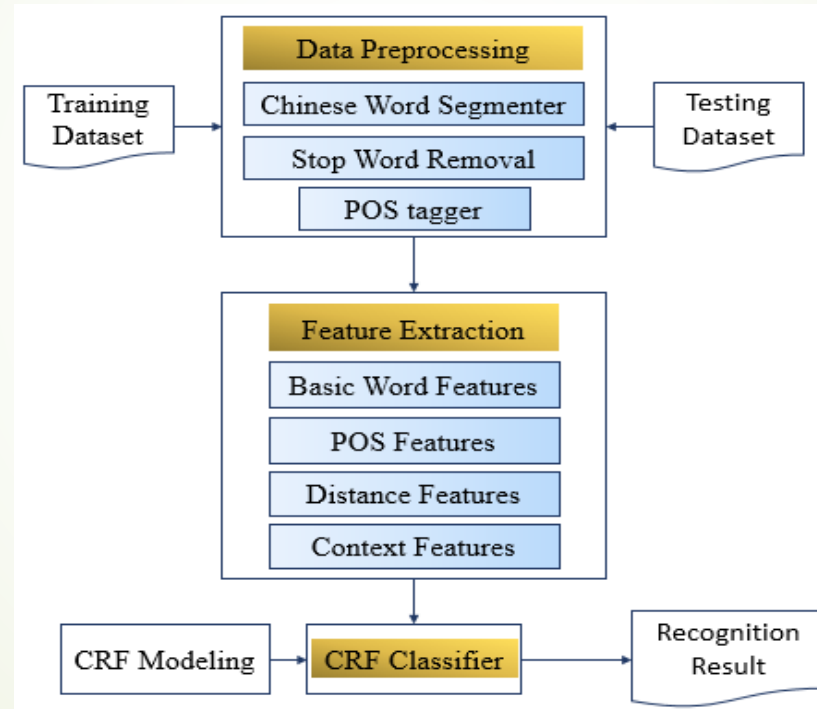 Data Preprocessing
Training
Dataset
Chinese Word Segmenter
Stop Word Removal
POS tagger
Testing
Dataset
Feature Extraction
Basic Word Features
POS Features
Distance Features
Context Features
CRF Modeling
CRF Classifier
Recognition
Result